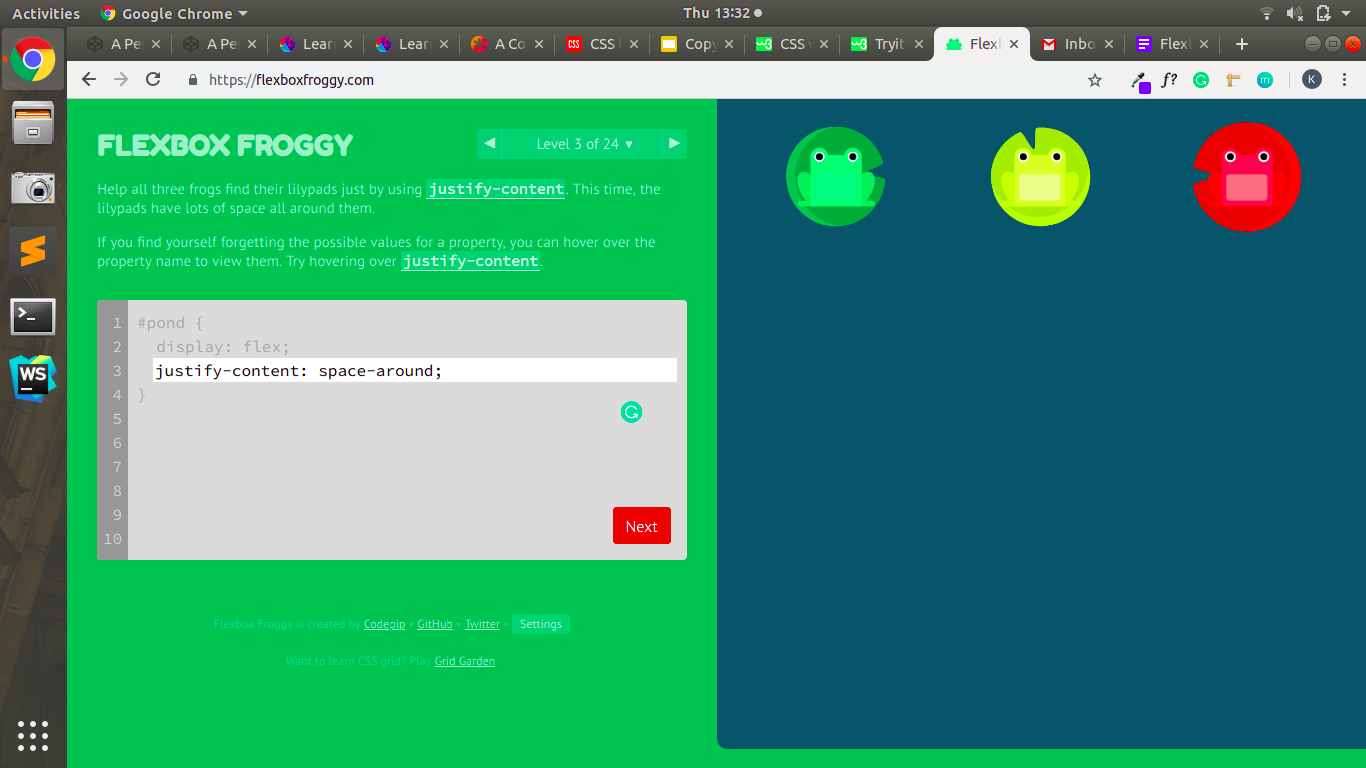 Activities Google Chrome Thu 13:32
A Pe A Pe Lear Lear A Co CSS Copy CSS Tryit Flex Inbo Flex
https://flexboxfroggy.com f? m K
FLEXBOX FROGGY
Level 3 of 24
Help all three frogs find their lilypads just by using justify-content. This time, the
lilypads have lots of space all around them.
If you find yourself forgetting the possible values for a property, you can hover over the
property name to view them. Try hovering over justify-content.
1 #pond {
2 display: flex;
3 justify-content: space-around;
4 }
5
6
7
8
9
10
Next
Flexbox Froggy is created by Codepip • GitHub • Twitter • Settings
Want to learn CSS grid? Play Grid Garden.
WS